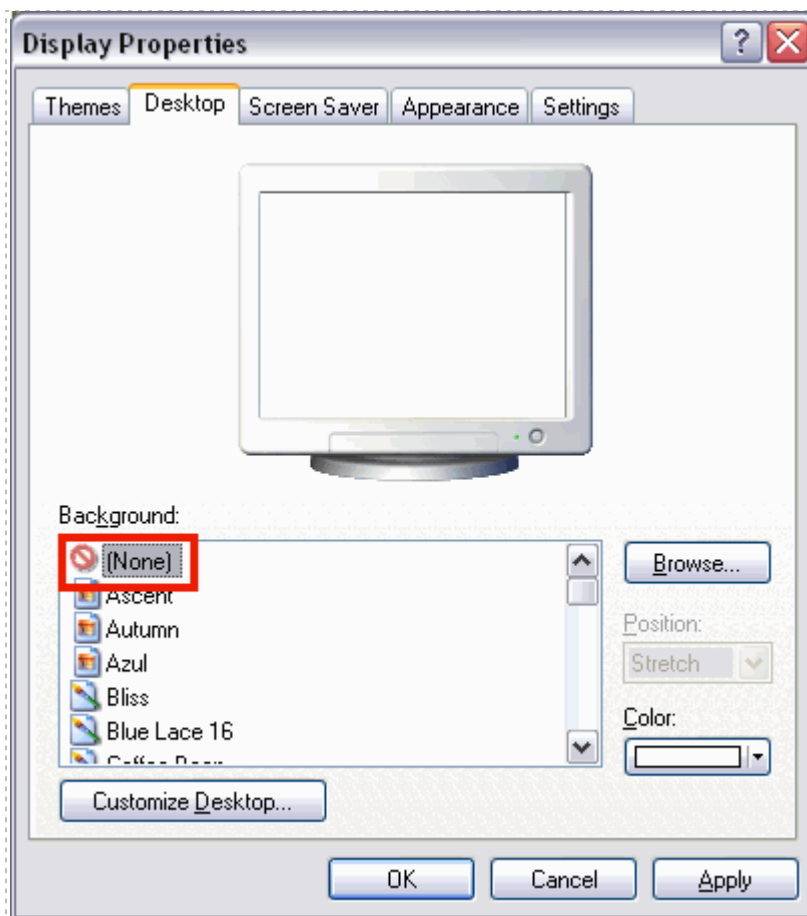 Display Properties
?
Themes Desktop Screen Saver Appearance Settings
Background:
(None)
Ascent
Autumn
Azul
Bliss
Blue Lace 16
Browse...
Position:
Stretch
Color:
Customize Desktop...
OK Cancel Apply